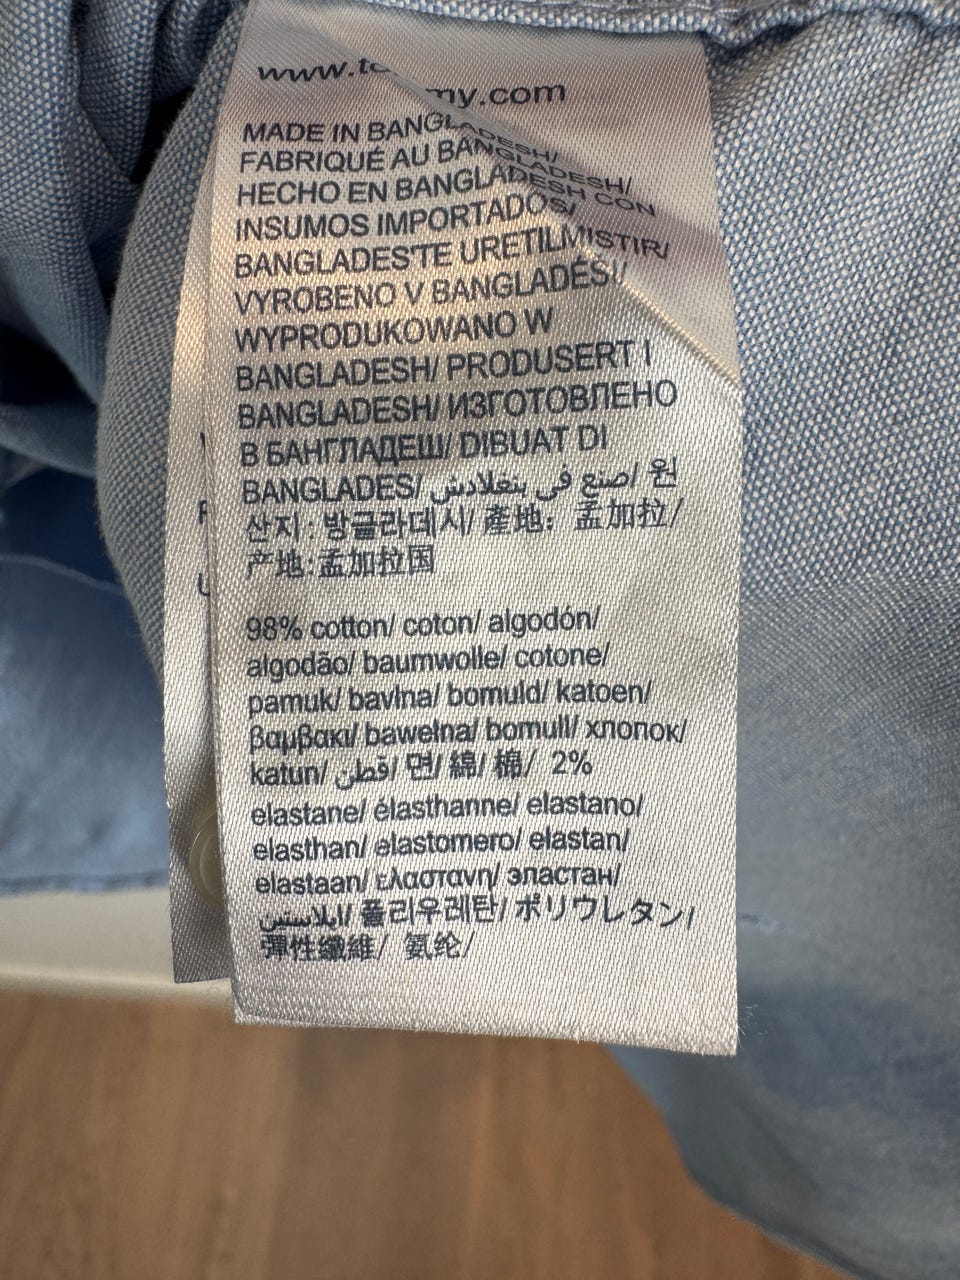 www.to my.com
MADE IN BANGLADESH/
FABRIQUÉ AU BANGLADESH/
HECHO EN BANGLADESH CON
INSUMOS IMPORTADOS/
BANGLADEŞ'TE ÜRETILMISTIR/
VYROBENO V BANGLADÉSI/
WYPRODUKOWANO W
BANGLADESH/ PRODUSERT I
BANGLADESH/ ИЗГОТОВЛЕНО
В БАНГЛАДЕШ/ DIBUAT DI
BANGLADES/ صنع في بنغلادش/ 원
산지: 방글라데시/ 產地: 孟加拉/
产地:孟加拉国
98% cotton/ coton/ algodón/
algodão/ baumwolle/ cotone/
pamuk/ bavlna/ bomuld/ katoen/
βαμβακι/ bawełna/ bomull/ хлопок/
katun/ قطن/ 면/ 綿/ 棉/ 2%
elastane/ élasthanne/ elastano/
elasthan/ elastomero/ elastan/
elastaan/ ελαστανη/ эластан/
ايلاستين/ 폴리우레탄/ ポリウレタン/
彈性纖維/ 氨纶/